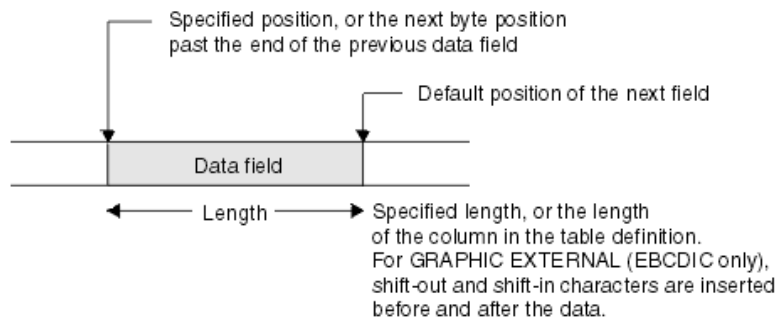 Specified position, or the next byte position
past the end of the previous data field
Default position of the next field
Data field
Length
Specified length, or the length
of the column in the table definition.
For GRAPHIC EXTERNAL (EBCDIC only),
shift-out and shift-in characters are inserted
before and after the data.